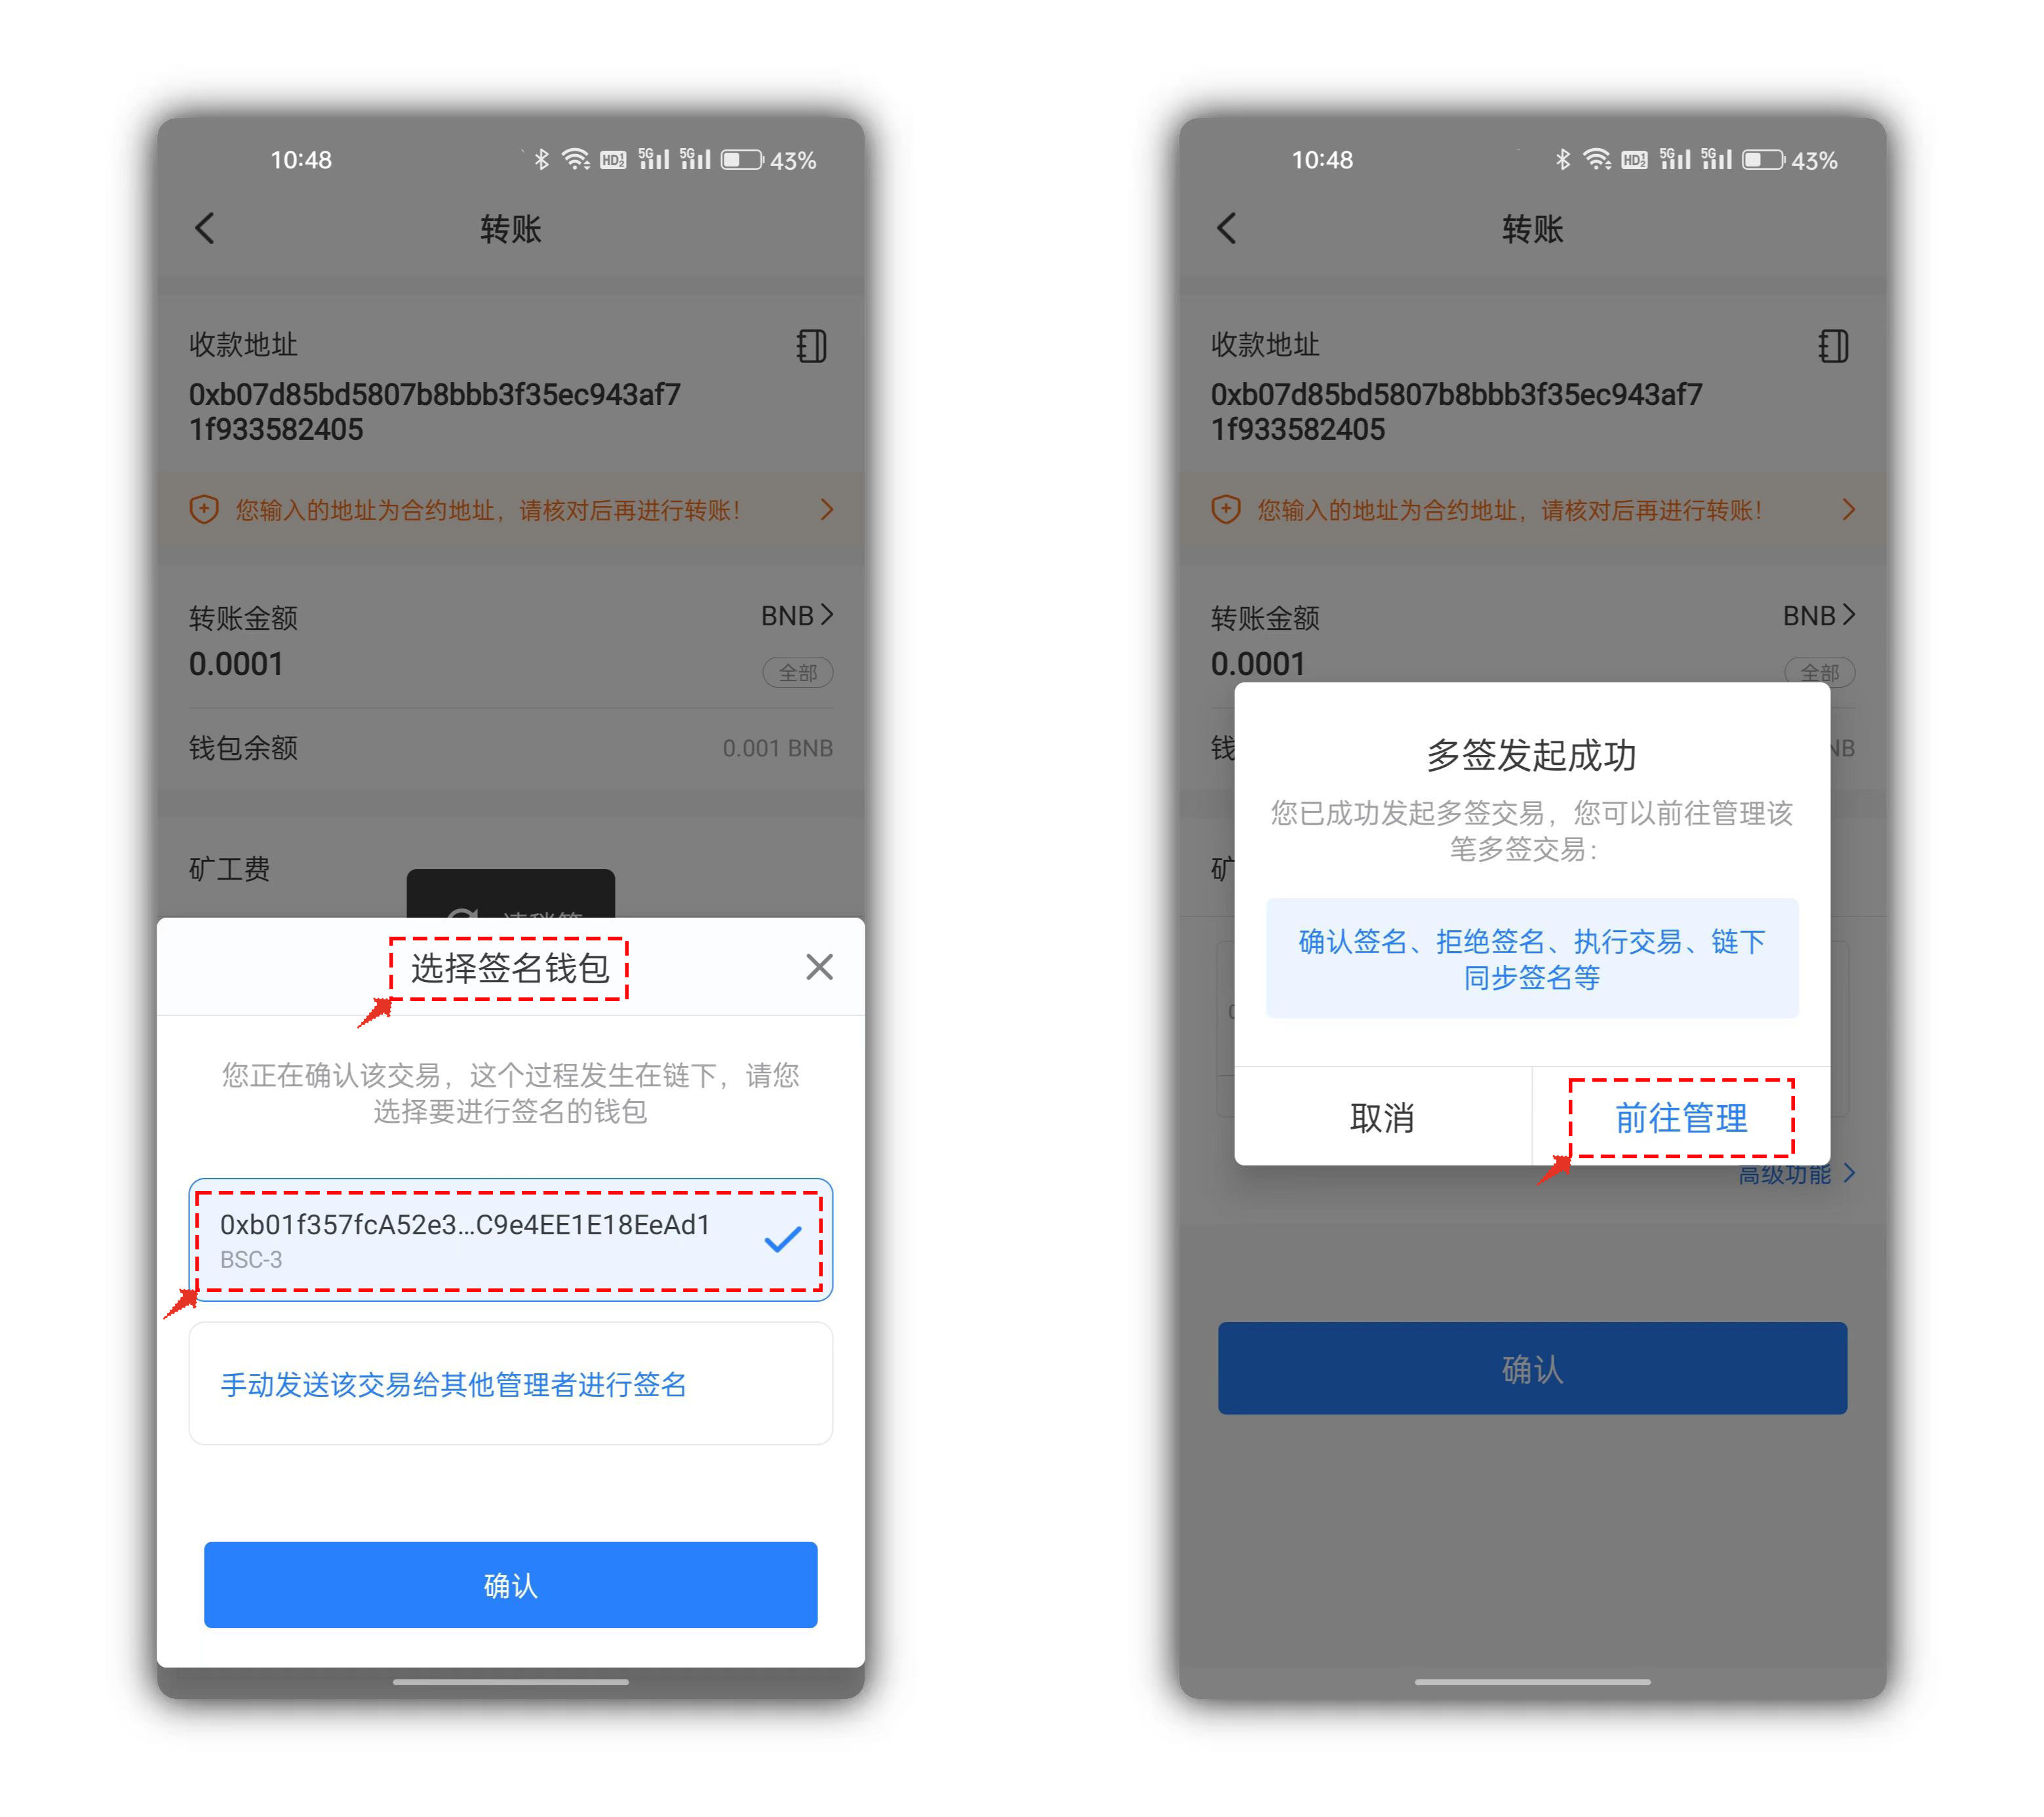 10:48
HD 5G 5G 43%
转账
收款地址
0xb07d85bd5807b8bbb3f35ec943af7
1f933582405
您输入的地址为合约地址，请核对后再进行转账！
转账金额
BNB
0.0001
全部
钱包余额
0.001 BNB
矿工费
选择签名钱包
您正在确认该交易，这个过程发生在链下，请您
选择要进行签名的钱包
0xb01f357fcA52e3...C9e4EE1E18EeAd1
BSC-3
手动发送该交易给其他管理者进行签名
确认
10:48
HD 5G 5G 43%
转账
收款地址
0xb07d85bd5807b8bbb3f35ec943af7
1f933582405
您输入的地址为合约地址，请核对后再进行转账！
转账金额
BNB
0.0001
全部
钱
NB
矿
多签发起成功
您已成功发起多签交易，您可以前往管理该
笔多签交易：
确认签名、拒绝签名、执行交易、链下
同步签名等
取消
前往管理
高级功能
确认